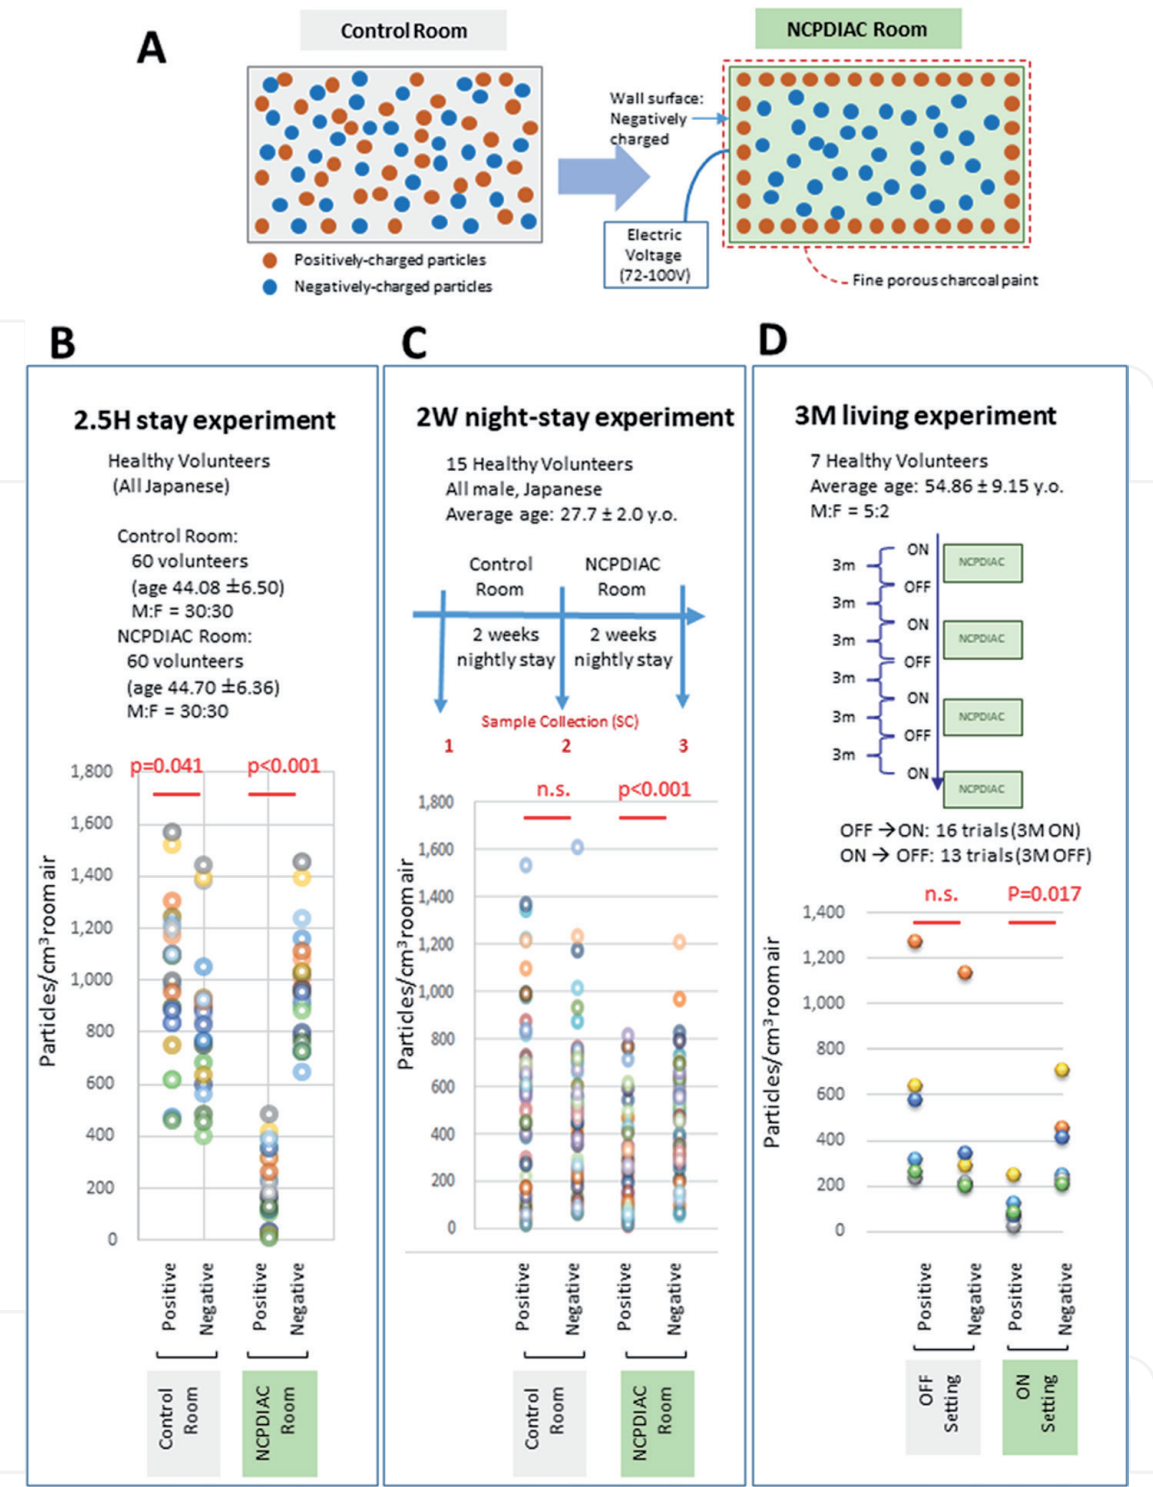 A
Control Room
NCPDIAC Room
Wall surface:
Negatively
charged
Electric
Voltage
(72-100V)
Positively-charged particles
Negatively-charged particles
Fine porous charcoal paint
B
2.5H stay experiment
Healthy Volunteers
(All Japanese)
Control Room:
60 volunteers
(age 44.08 ±6.50)
M:F = 30:30
NCPDIAC Room:
60 volunteers
(age 44.70 ±6.36)
M:F = 30:30
p=0.041 p<0.001
Particles/cm³ room air
1,800
1,600
1,400
1,200
1,000
800
600
400
200
0
Positive
Negative
Positive
Negative
Control
Room
NCPDIAC
Room
C
2W night-stay experiment
15 Healthy Volunteers
All male, Japanese
Average age: 27.7 ± 2.0 y.o.
Control
Room
NCPDIAC
Room
2 weeks
nightly stay
2 weeks
nightly stay
Sample Collection (SC)
1 2 3
n.s. p<0.001
Particles/cm³ room air
1,800
1,600
1,400
1,200
1,000
800
600
400
200
0
Positive
Negative
Positive
Negative
Control
Room
NCPDIAC
Room
D
3M living experiment
7 Healthy Volunteers
Average age: 54.86 ± 9.15 y.o.
M:F = 5:2
ON
3m NCPDIAC
OFF
3m
ON
3m NCPDIAC
OFF
3m
ON
3m NCPDIAC
OFF
3m
ON
NCPDIAC
OFF →ON: 16 trials (3M ON)
ON → OFF: 13 trials (3M OFF)
n.s. P=0.017
Particles/cm³ room air
1,400
1,200
1,000
800
600
400
200
0
Positive
Negative
Positive
Negative
OFF
Setting
ON
Setting